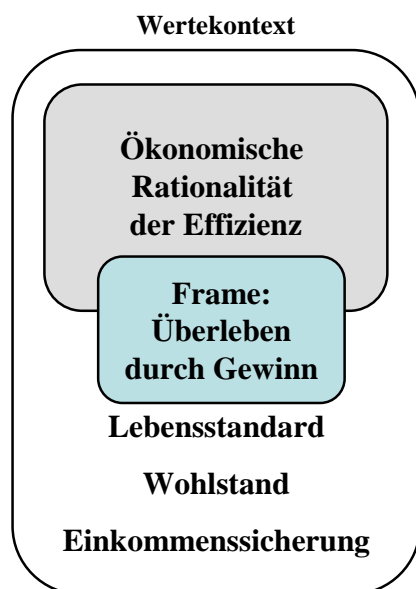 Wertekontext
Ökonomische
Rationalität
der Effizienz
Frame:
Überleben
durch Gewinn
Lebensstandard
Wohlstand
Einkommenssicherung